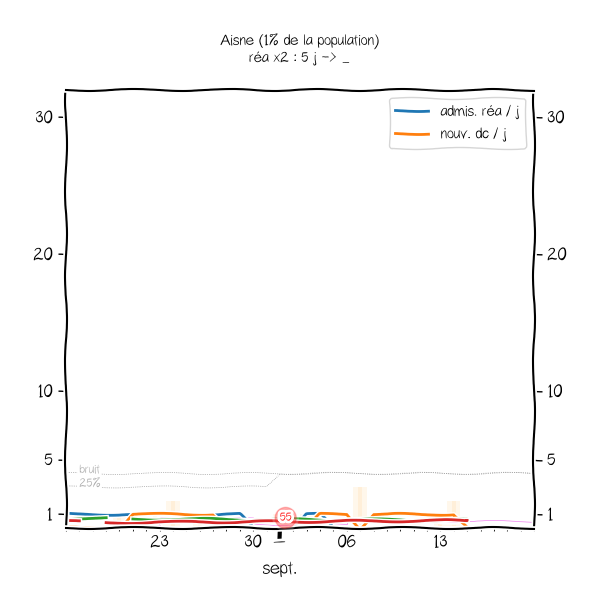 Aisne (1% de la population)
réa x2 : 5 j -> _
admis. réa / j
nouv. dc / j
30 30
20 20
10 10
5 5
1 1
bruit
25%
55
23 30 06 13
sept.